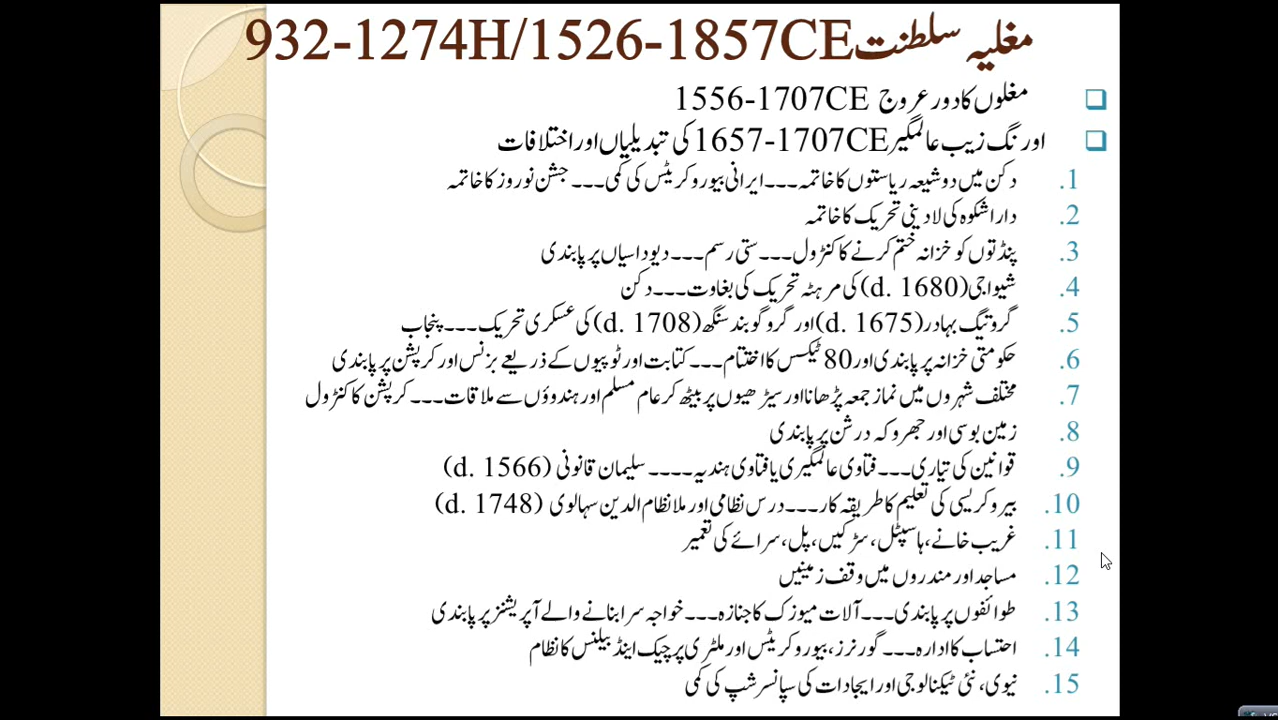 مغلیہ سلطنت 932-1274H/1526-1857CE
❑ مغلوں کا دور عروج 1556-1707CE
❑ اورنگ زیب عالمگیر 1657-1707CE کی تبدیلیاں اور اختلافات
1. دکن میں دو شیعہ ریاستوں کا خاتمہ۔۔۔ایرانی بیوروکریٹس کی کمی۔۔۔جشن نوروز کا خاتمہ
2. دارا شکوہ کی لادینی تحریک کا خاتمہ
3. پنڈتوں کو خزانہ ختم کرنے کا کنٹرول۔۔۔ستی رسم۔۔۔دیوداسیاں پر پابندی
4. شیواجی (d. 1680) کی مرہٹہ تحریک کی بغاوت۔۔۔دکن
5. گرو تیگ بہادر (d. 1675) اور گرو گوبند سنگھ (d. 1708) کی عسکری تحریک۔۔۔پنجاب
6. حکومتی خزانہ پر پابندی اور 80 ٹیکسس کا اختتام۔۔۔کتابت اور ٹوپیوں کے ذریعے بزنس اور کرپشن پر پابندی
7. مختلف شہروں میں نماز جمعہ پڑھانا اور سیڑھیوں پر بیٹھ کر عام مسلم اور ہندوؤں سے ملاقات۔۔۔کرپشن کا کنٹرول
8. زمین بوسی اور جھروکہ درشن پر پابندی
9. قوانین کی تیاری۔۔۔فتاوی عالمگیری یا فتاوی ہندیہ۔۔۔۔سلیمان قانونی (d. 1566)
10. بیروکریسی کی تعلیم کا طریقہ کار۔۔۔درس نظامی اور ملا نظام الدین سہالوی (d. 1748)
11. غریب خانے، ہاسپٹل، سڑکیں، پل، سرائے کی تعمیر
12. مساجد اور مندروں میں وقف زمینیں
13. طوائفوں پر پابندی۔۔۔آلات میوزک کا جنازہ۔۔۔خواجہ سرا بنانے والے آپریشنز پر پابندی
14. احتساب کا ادارہ۔۔۔گورنرز، بیوروکریٹس اور ملٹری پر چیک اینڈ بیلنس کا نظام
15. نیوی، نئی ٹیکنالوجی اور ایجادات کی سپانسرشپ کی کمی